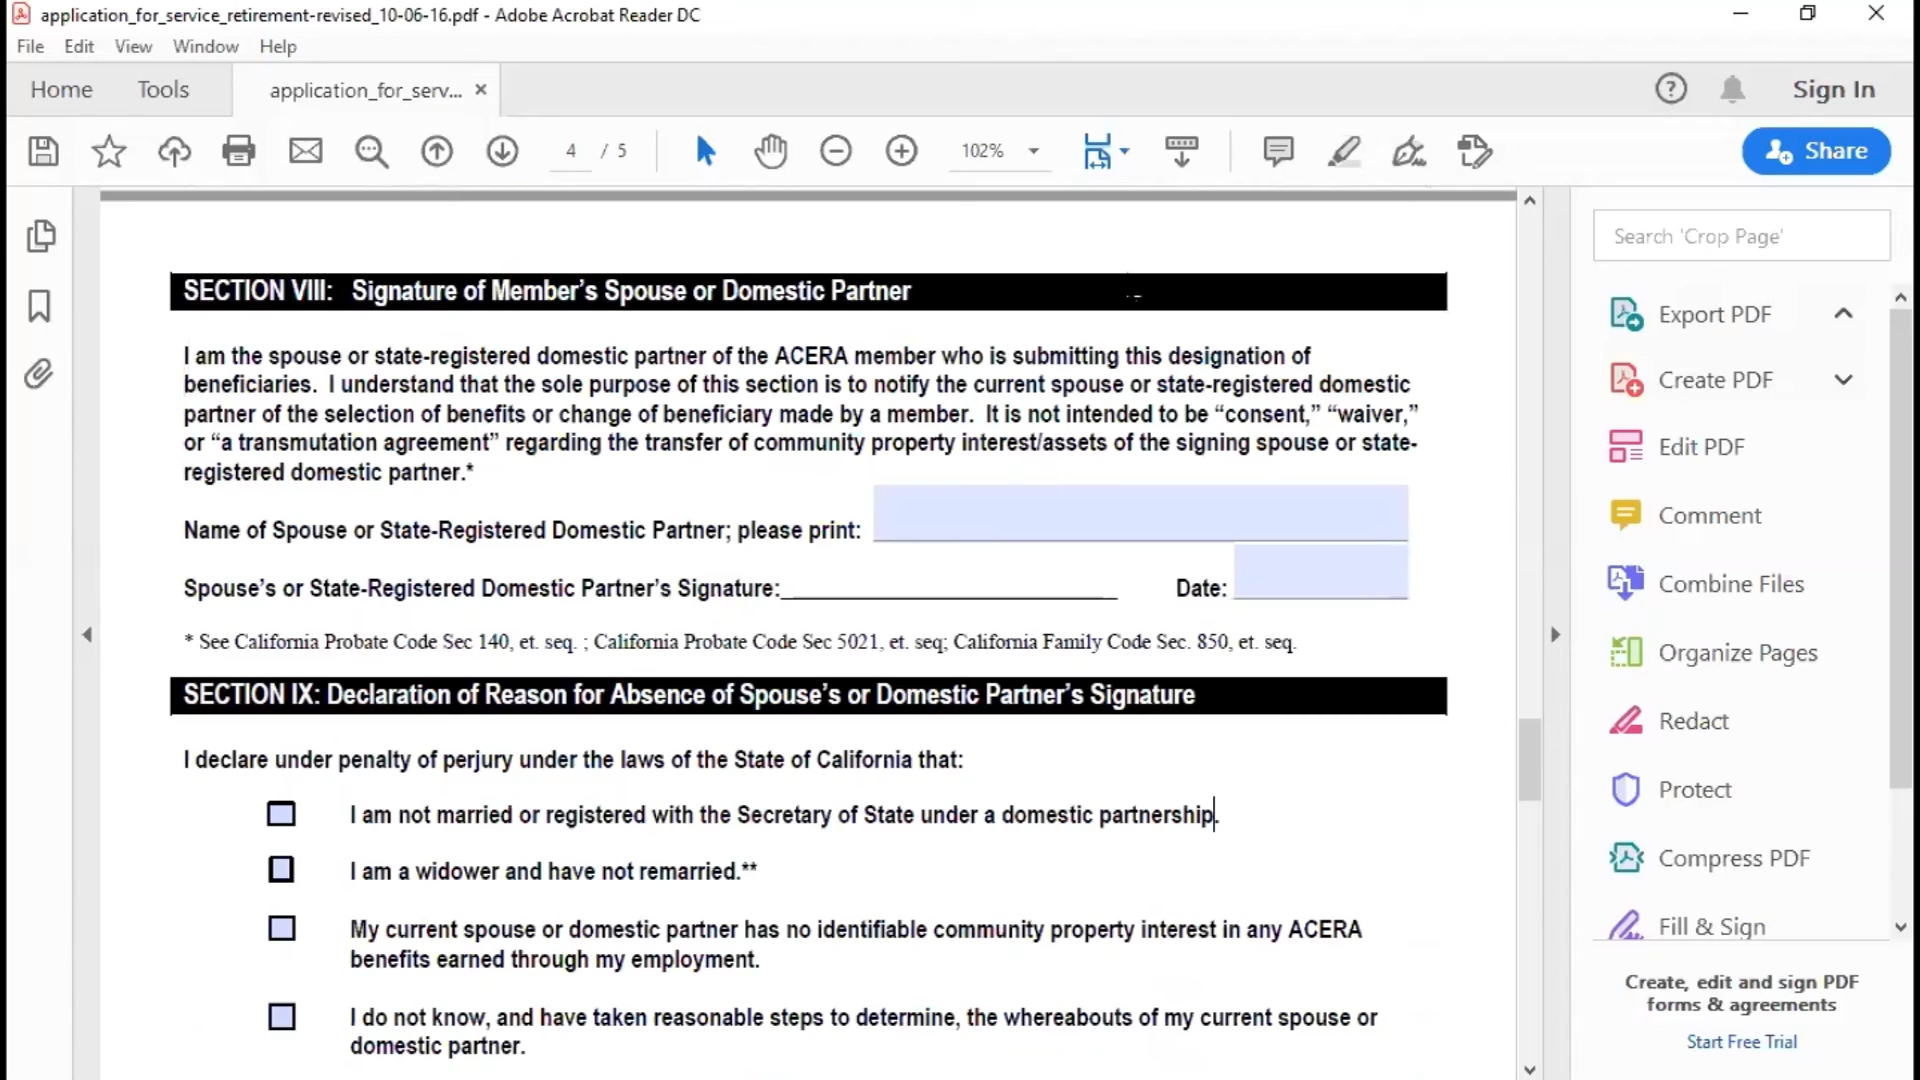 application_for_service_retirement-revised_10-06-16.pdf - Adobe Acrobat Reader DC
File Edit View Window Help
Home Tools application_for_serv... Sign In
4 / 5 102% Share
Search 'Crop Page'
SECTION VIII: Signature of Member’s Spouse or Domestic Partner
I am the spouse or state-registered domestic partner of the ACERA member who is submitting this designation of
beneficiaries. I understand that the sole purpose of this section is to notify the current spouse or state-registered domestic
partner of the selection of benefits or change of beneficiary made by a member. It is not intended to be “consent,” “waiver,”
or “a transmutation agreement” regarding the transfer of community property interest/assets of the signing spouse or state-
registered domestic partner.*
Name of Spouse or State-Registered Domestic Partner; please print:
Spouse’s or State-Registered Domestic Partner’s Signature: Date:
* See California Probate Code Sec 140, et. seq. ; California Probate Code Sec 5021, et. seq; California Family Code Sec. 850, et. seq.
SECTION IX: Declaration of Reason for Absence of Spouse’s or Domestic Partner’s Signature
I declare under penalty of perjury under the laws of the State of California that:
I am not married or registered with the Secretary of State under a domestic partnership.
I am a widower and have not remarried.**
My current spouse or domestic partner has no identifiable community property interest in any ACERA
benefits earned through my employment.
I do not know, and have taken reasonable steps to determine, the whereabouts of my current spouse or
domestic partner.
Export PDF
Create PDF
Edit PDF
Comment
Combine Files
Organize Pages
Redact
Protect
Compress PDF
Fill & Sign
Create, edit and sign PDF
forms & agreements
Start Free Trial